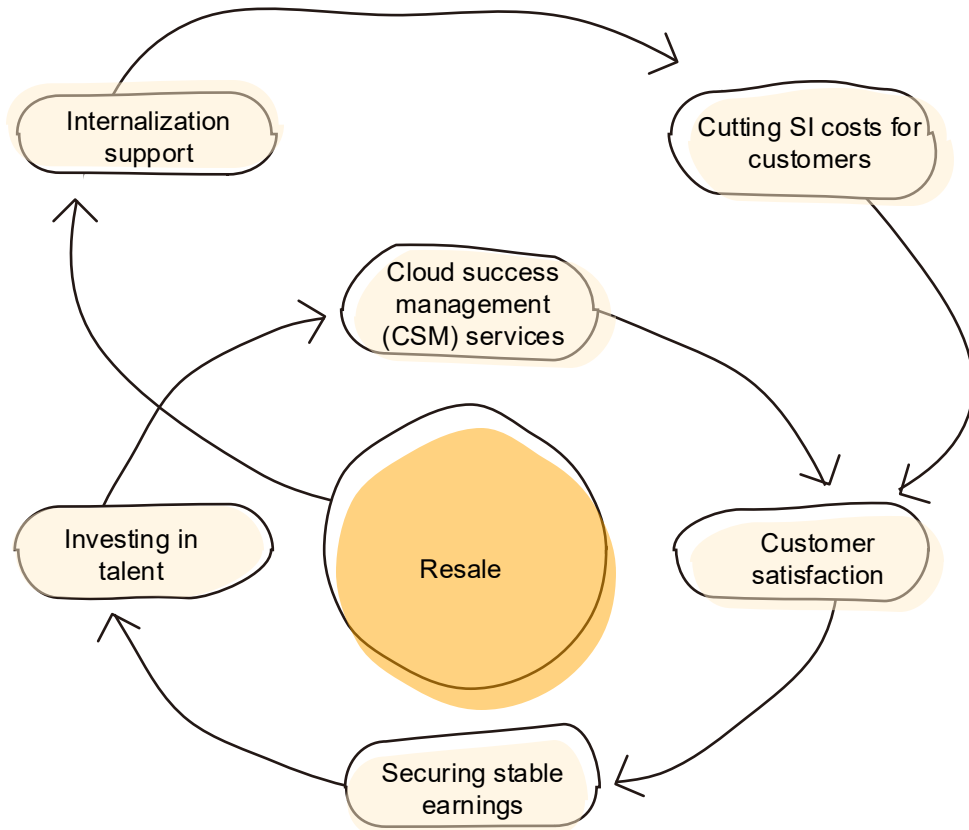 Internalization
support
Cutting SI costs for
customers
Cloud success
management
(CSM) services
Investing in
talent
Resale
Customer
satisfaction
Securing stable
earnings